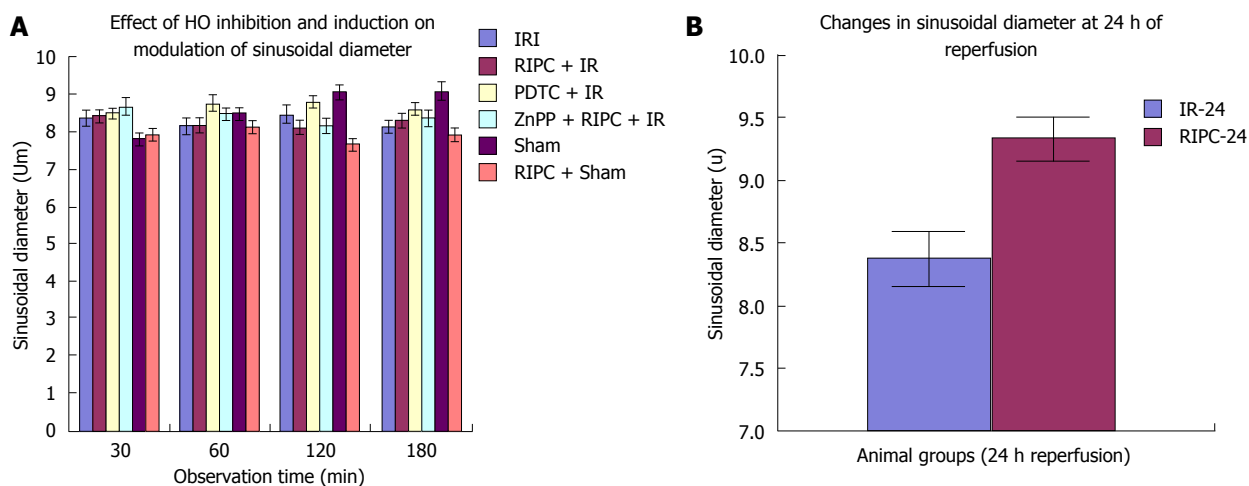 A
Effect of HO inhibition and induction on
modulation of sinusoidal diameter
10
9
8
7
6
5
4
3
2
1
0
Sinusoidal diameter (Um)
30 60 120 180
Observation time (min)
IRI
RIPC + IR
PDTC + IR
ZnPP + RIPC + IR
Sham
RIPC + Sham
B
Changes in sinusoidal diameter at 24 h of
reperfusion
10.0
9.5
9.0
8.5
8.0
7.5
7.0
Sinusoidal diameter (u)
Animal groups (24 h reperfusion)
IR-24
RIPC-24